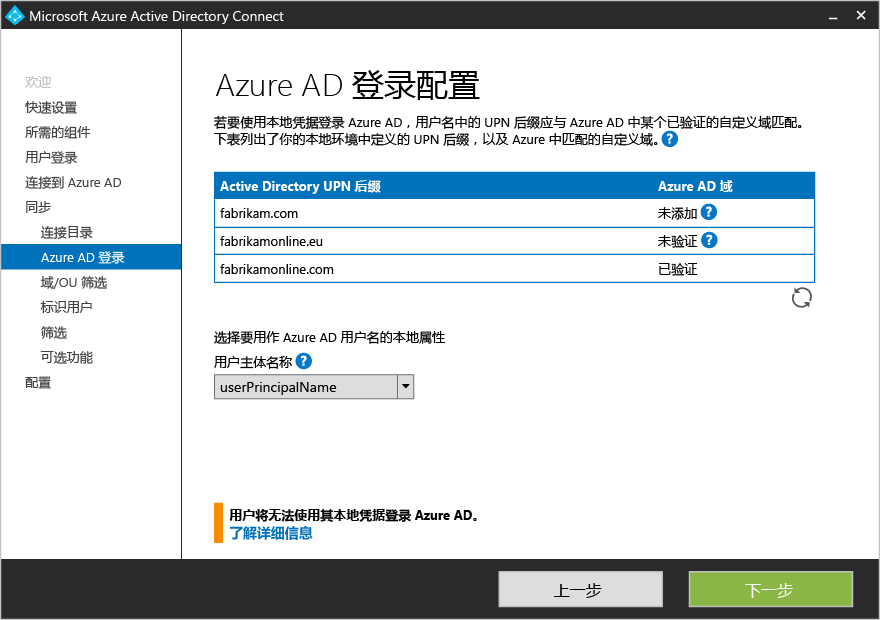 Microsoft Azure Active Directory Connect
欢迎
快速设置
所需的组件
用户登录
连接到 Azure AD
同步
连接目录
Azure AD 登录
域/OU 筛选
标识用户
筛选
可选功能
配置
Azure AD 登录配置
若要使用本地凭据登录 Azure AD，用户名中的 UPN 后缀应与 Azure AD 中某个已验证的自定义域匹配。
下表列出了你的本地环境中定义的 UPN 后缀，以及 Azure 中匹配的自定义域。 ?
Active Directory UPN 后缀 Azure AD 域
fabrikam.com 未添加 ?
fabrikamonline.eu 未验证 ?
fabrikamonline.com 已验证
选择要用作 Azure AD 用户名的本地属性
用户主体名称 ?
userPrincipalName
用户将无法使用其本地凭据登录 Azure AD。
了解详细信息
上一步 下一步